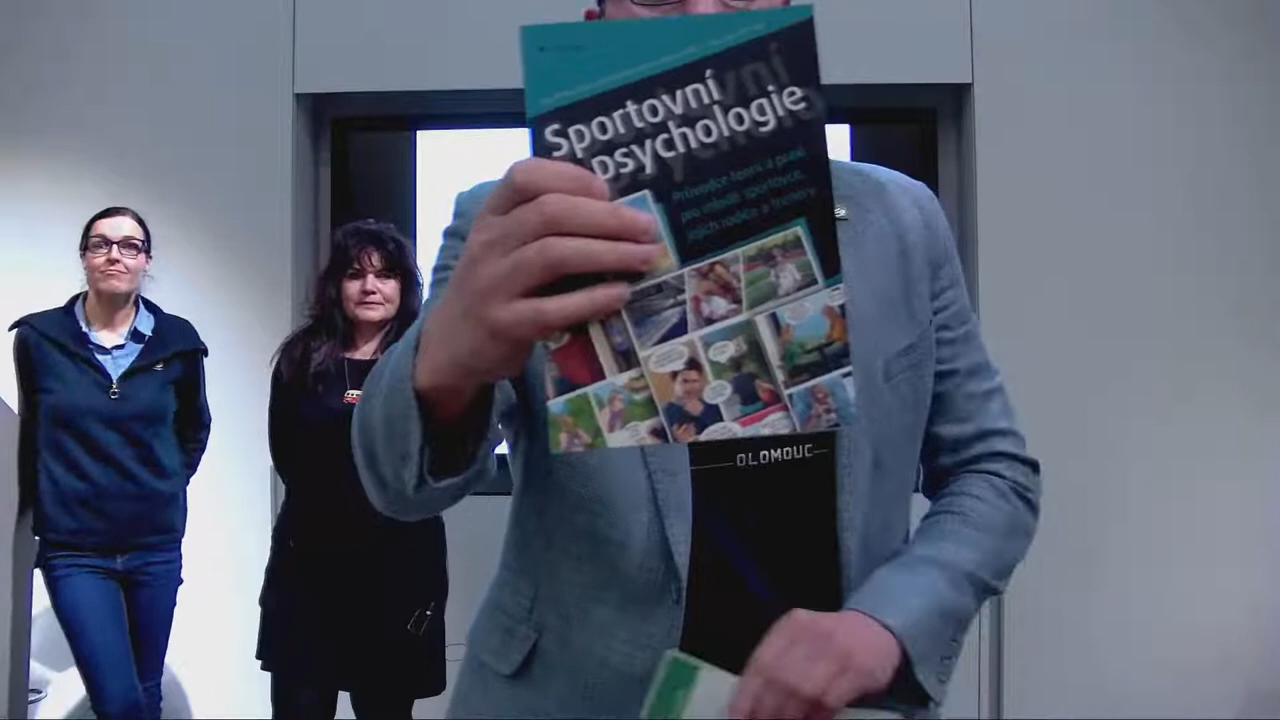 Sportovní
psychologie
Průvodce teorií a praxí
pro mladé sportovce,
jejich rodiče a trenéry
OLOMOUC